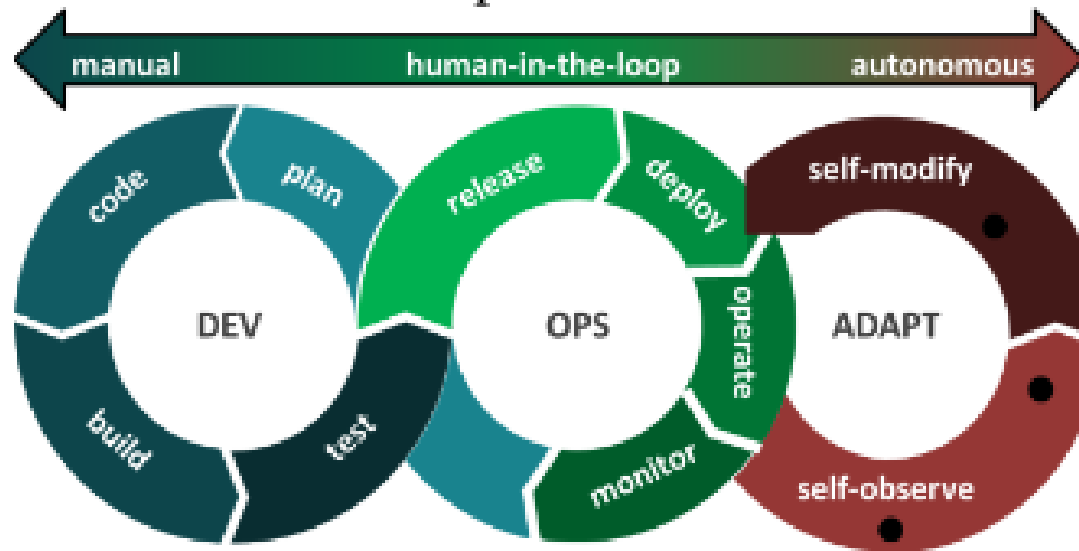 manual human-in-the-loop autonomous
code
plan
release
deploy
self-modify
DEV
OPS
operate
ADAPT
build
test
monitor
self-observe